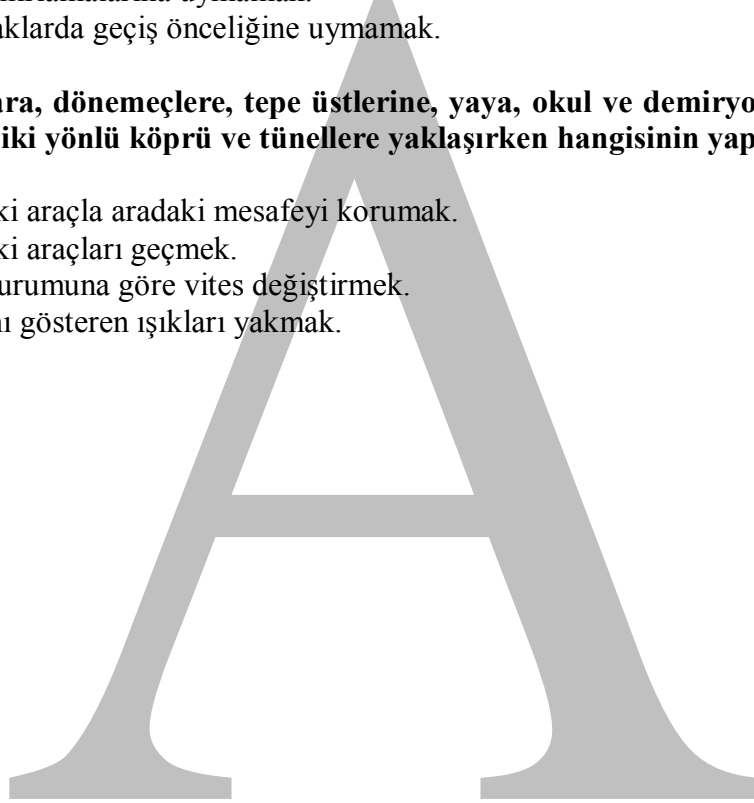 aklarda geçiş önceliğine uymamak.
ara, dönemeçlere, tepe üstlerine, yaya, okul ve demiryo
iki yönlü köprü ve tünellere yaklaşırken hangisinin yap
ki araçla aradaki mesafeyi korumak.
ki araçları geçmek.
urumuna göre vites değiştirmek.
nı gösteren ışıkları yakmak.
A